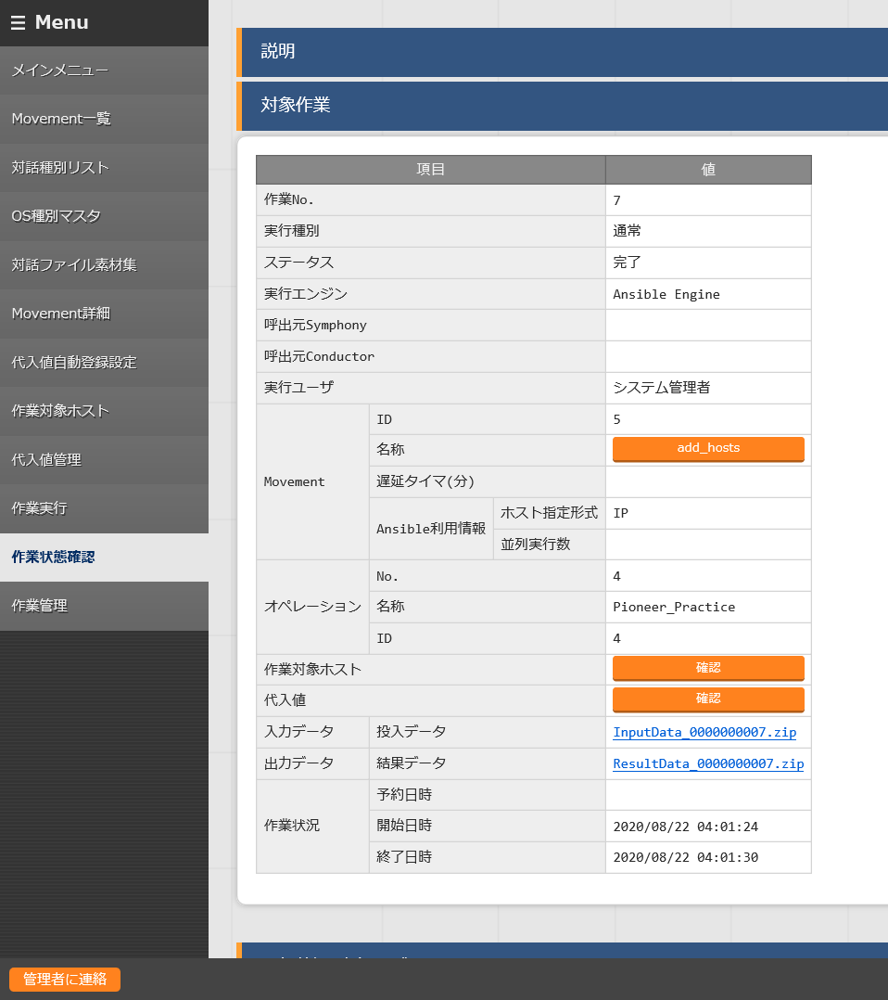 ☰ Menu
メインメニュー
Movement一覧
対話種別リスト
OS種別マスタ
対話ファイル素材集
Movement詳細
代入値自動登録設定
作業対象ホスト
代入値管理
作業実行
作業状態確認
作業管理
説明
対象作業
項目 値
作業No. 7
実行種別 通常
ステータス 完了
実行エンジン Ansible Engine
呼出元Symphony
呼出元Conductor
実行ユーザ システム管理者
Movement ID 5
名称 add_hosts
遅延タイマ(分)
Ansible利用情報 ホスト指定形式 IP
並列実行数
オペレーション No. 4
名称 Pioneer_Practice
ID 4
作業対象ホスト 確認
代入値 確認
入力データ 投入データ InputData_0000000007.zip
出力データ 結果データ ResultData_0000000007.zip
作業状況 予約日時
開始日時 2020/08/22 04:01:24
終了日時 2020/08/22 04:01:30
管理者に連絡